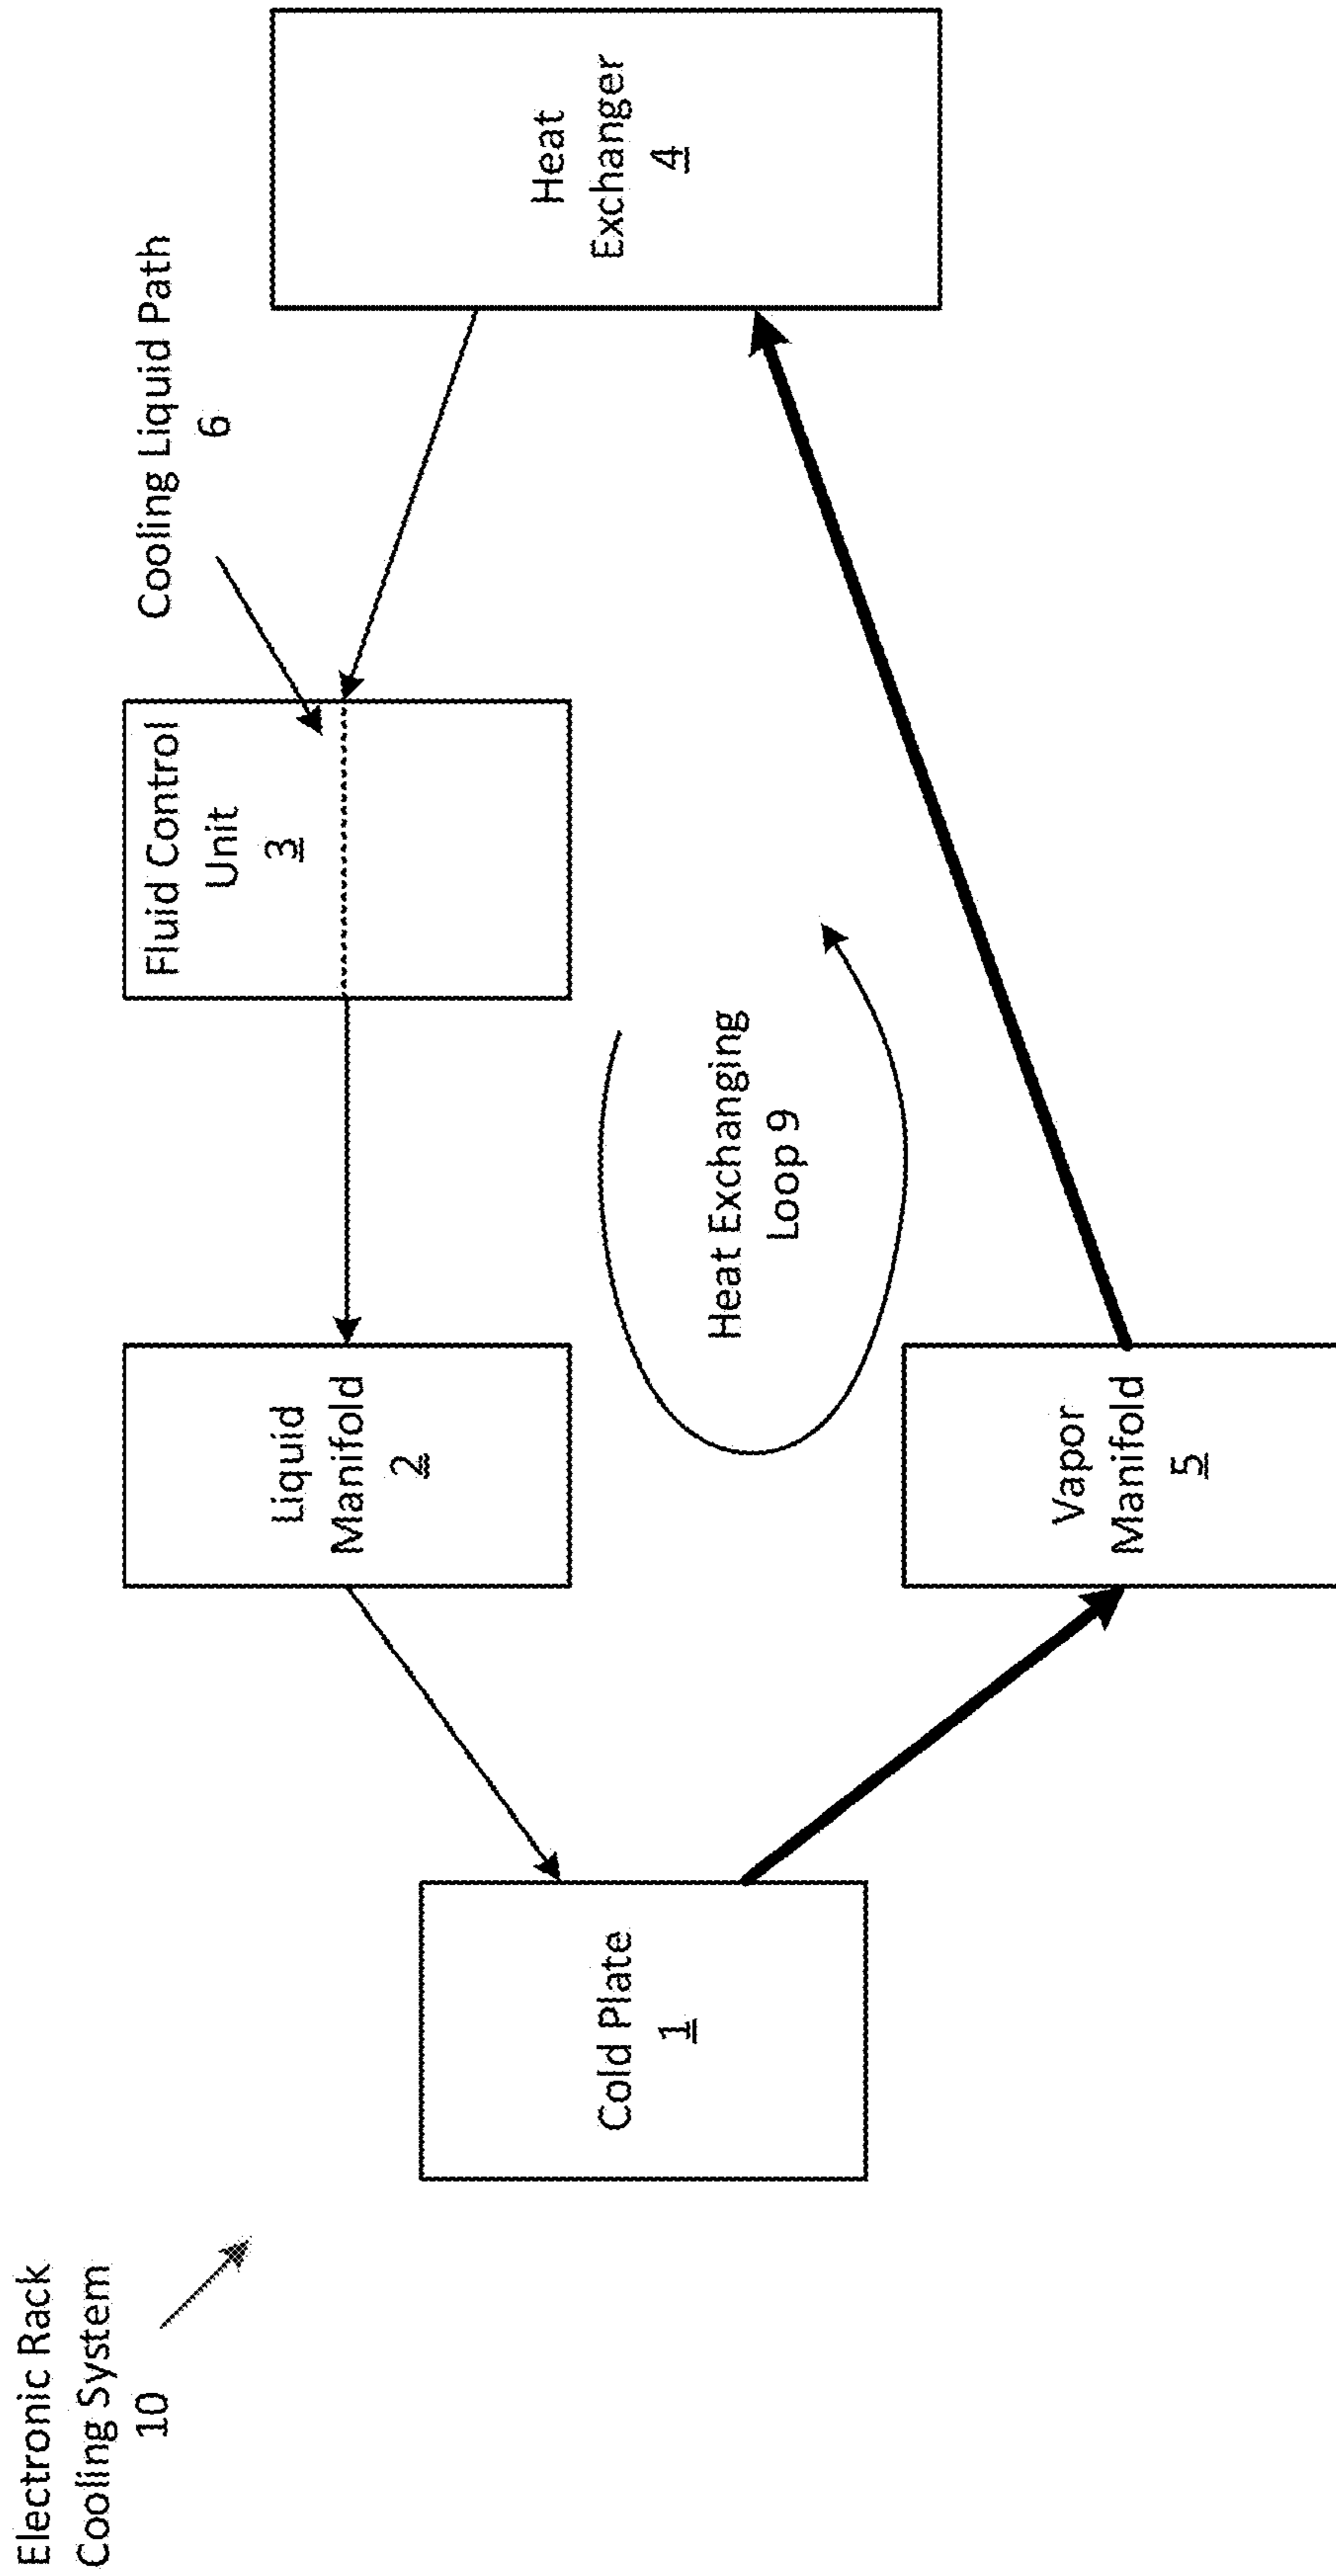 Electronic Rack
Cooling System
10
Cold Plate
1
Liquid
Manifold
2
Fluid Control
Unit
3
Cooling Liquid Path
6
Heat
Exchanger
4
Heat Exchanging
Loop 9
Vapor
Manifold
5